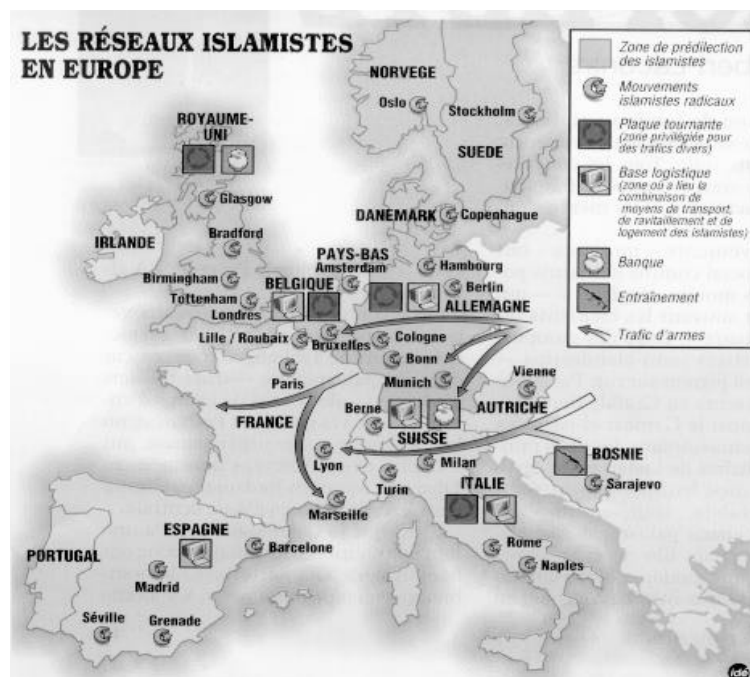 LES RÉSEAUX ISLAMISTES
EN EUROPE
Zone de prédilection
des islamistes
Mouvements
islamistes radicaux
Plaque tournante
(zone privilégiée pour
des trafics divers)
Base logistique
(zone où a lieu la
combinaison de
moyens de transport,
de ravitaillement et de
logement des islamistes)
Banque
Entraînement
Trafic d'armes
NORVEGE
Oslo
Stockholm
SUEDE
ROYAUME-
UNI
Glasgow
DANEMARK
Copenhague
IRLANDE
Bradford
PAYS-BAS
Amsterdam
Hambourg
Birmingham
BELGIQUE
Berlin
Tottenham
Londres
ALLEMAGNE
Lille / Roubaix
Bruxelles
Cologne
Bonn
Paris
Munich
Vienne
AUTRICHE
FRANCE
Berne
SUISSE
Lyon
Milan
BOSNIE
Turin
Sarajevo
Marseille
ITALIE
ESPAGNE
PORTUGAL
Barcelone
Rome
Madrid
Naples
Séville
Grenade
idé